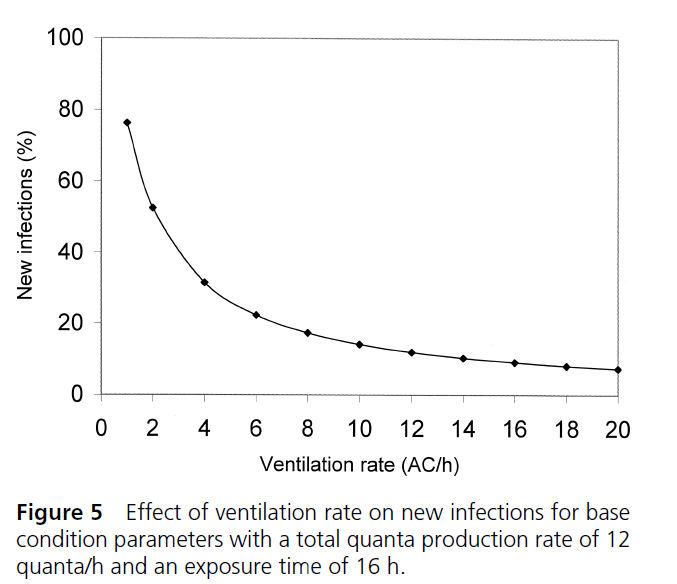 100
80
60
40
20
0
New infections (%)
0 2 4 6 8 10 12 14 16 18 20
Ventilation rate (AC/h)
Figure 5 Effect of ventilation rate on new infections for base
condition parameters with a total quanta production rate of 12
quanta/h and an exposure time of 16 h.